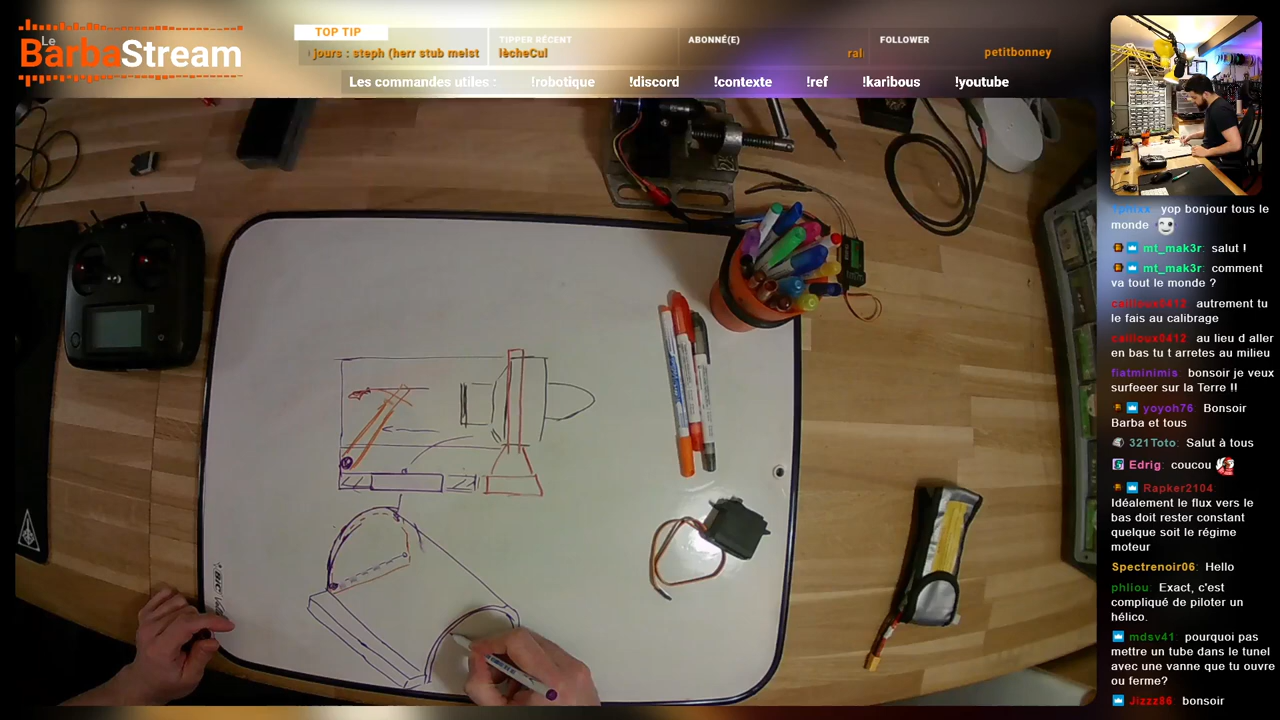 Le
BarbaStream
TOP TIP
jours : steph (herr stub meist
TIPPER RÉCENT
lècheCul
ABONNÉ(E)
ral
FOLLOWER
petitbonney
Les commandes utiles : !robotique !discord !contexte !ref !karibous !youtube
yop bonjour tous le
monde
mt_mak3r: salut !
mt_mak3r: comment
va tout le monde ?
cailloux0412 autrement tu
le fais au calibrage
cailloux0412 au lieu d aller
en bas tu t arretes au milieu
fiatminimis bonsoir je veux
surfeeer sur la Terre !!
yoyoh76 Bonsoir
Barba et tous
321Toto: Salut à tous
Edrig: coucou
Rapker2104:
Idéalement le flux vers le
bas doit rester constant
quelque soit le régime
moteur
Spectrenoir06: Hello
phliou: Exact, c'est
compliqué de piloter un
hélico.
mdsv41: pourquoi pas
mettre un tube dans le tunel
avec une vanne que tu ouvre
ou ferme?
Jizzz86 bonsoir